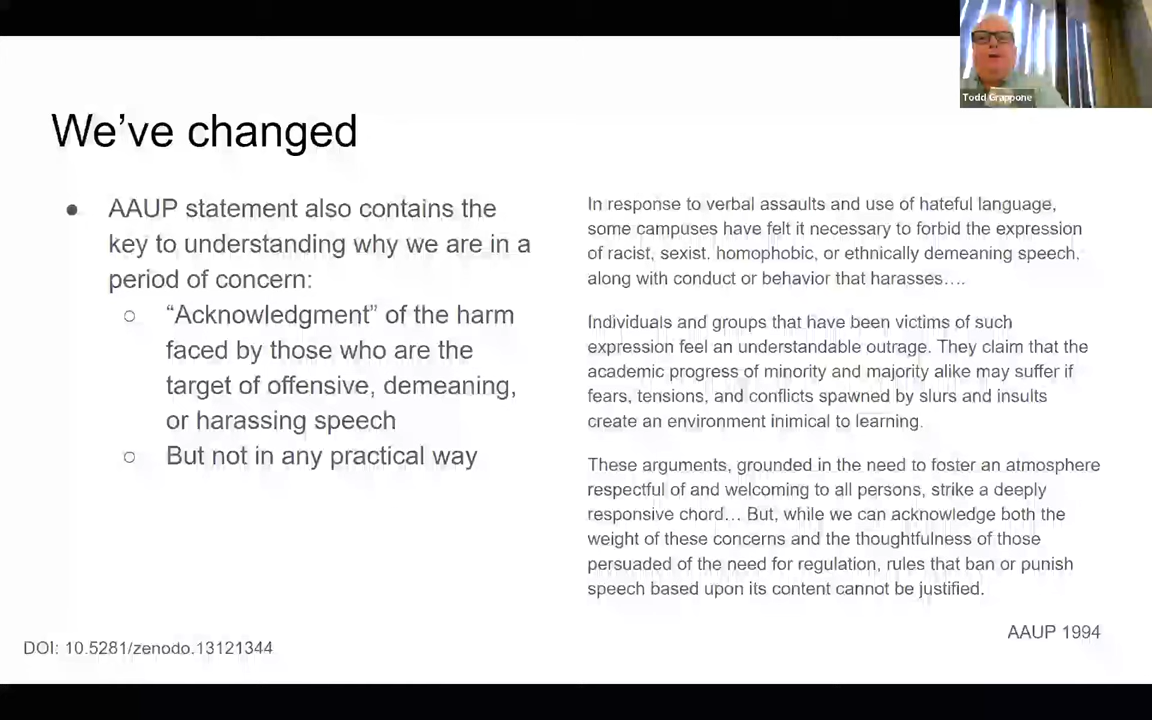 Todd Grappone
We've changed
● AAUP statement also contains the
key to understanding why we are in a
period of concern:
○ “Acknowledgment” of the harm
faced by those who are the
target of offensive, demeaning,
or harassing speech
○ But not in any practical way
In response to verbal assaults and use of hateful language,
some campuses have felt it necessary to forbid the expression
of racist, sexist, homophobic, or ethnically demeaning speech,
along with conduct or behavior that harasses….
Individuals and groups that have been victims of such
expression feel an understandable outrage. They claim that the
academic progress of minority and majority alike may suffer if
fears, tensions, and conflicts spawned by slurs and insults
create an environment inimical to learning.
These arguments, grounded in the need to foster an atmosphere
respectful of and welcoming to all persons, strike a deeply
responsive chord… But, while we can acknowledge both the
weight of these concerns and the thoughtfulness of those
persuaded of the need for regulation, rules that ban or punish
speech based upon its content cannot be justified.
AAUP 1994
DOI: 10.5281/zenodo.13121344